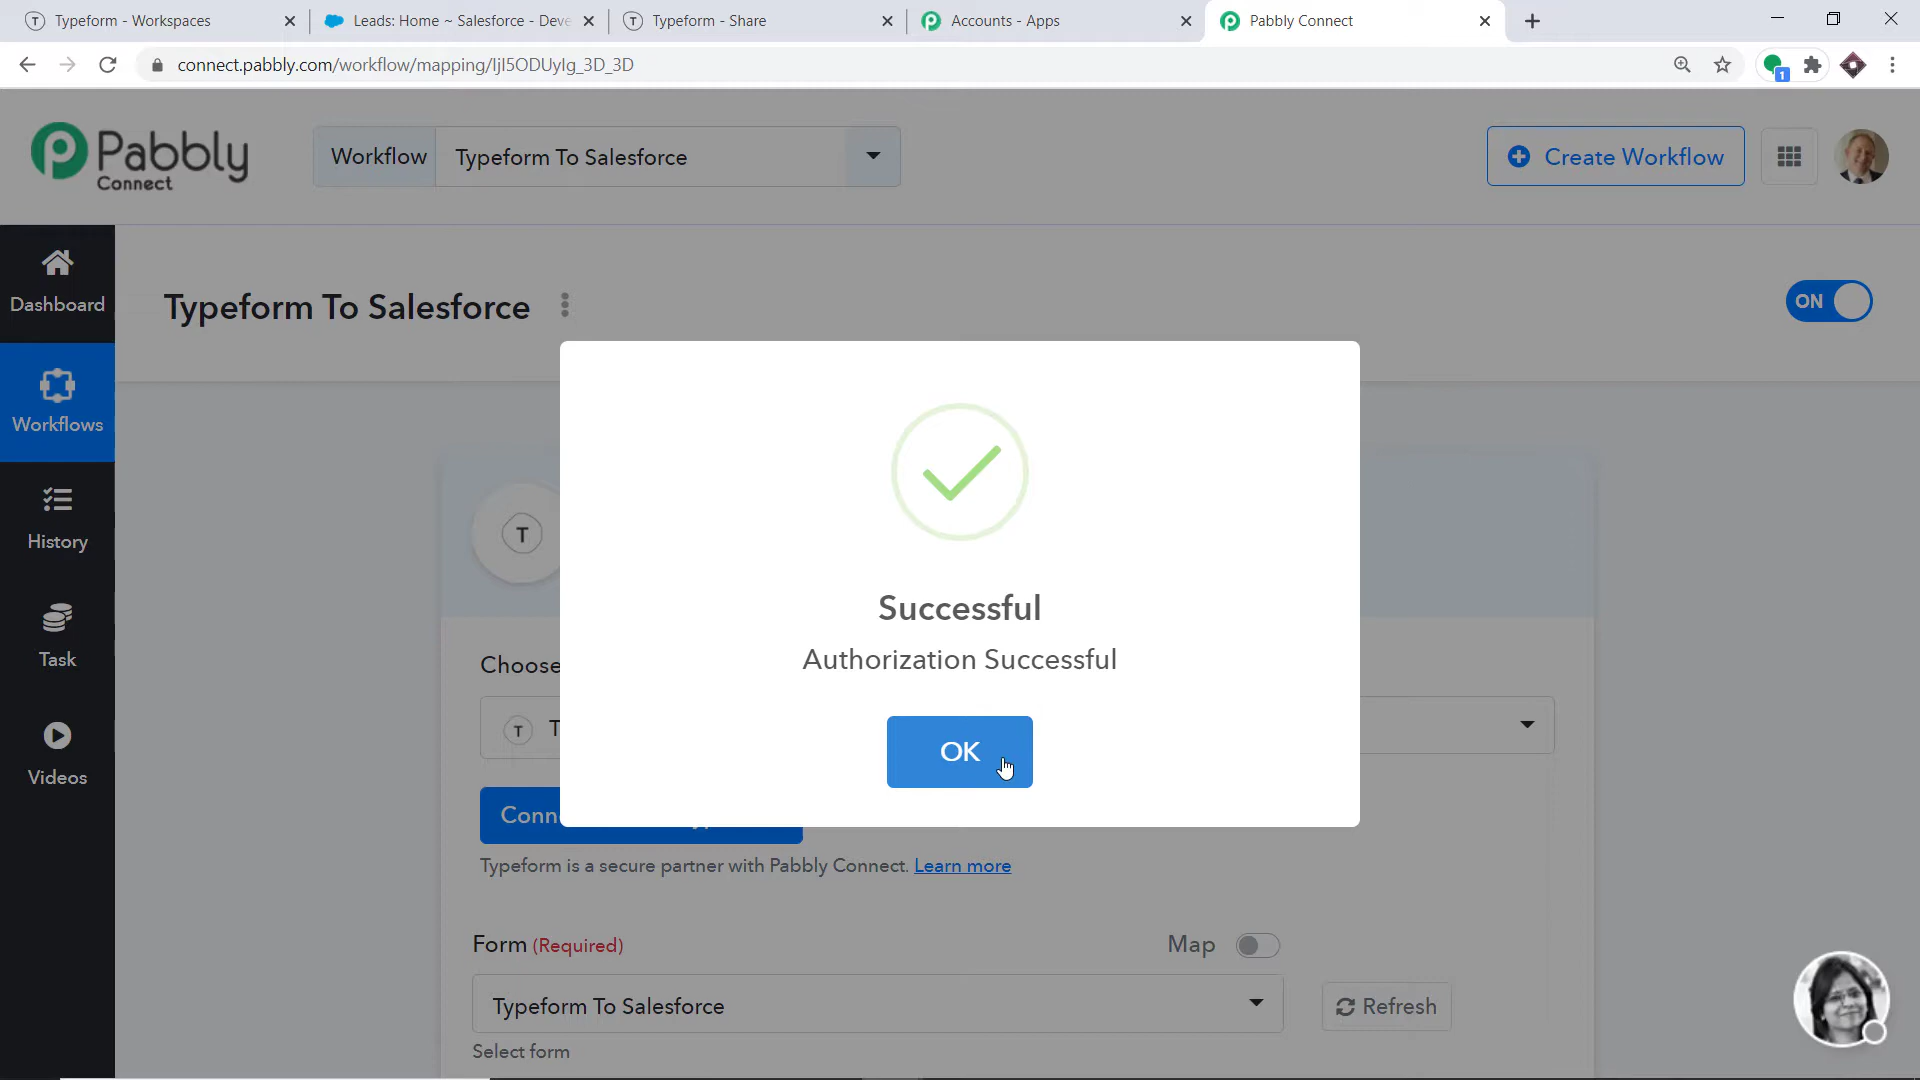 Typeform - Workspaces
Leads: Home ~ Salesforce - Deve
Typeform - Share
Accounts - Apps
Pabbly Connect
connect.pabbly.com/workflow/mapping/IjI5ODUyIg_3D_3D
1
Pabbly
Connect
Workflow
Typeform To Salesforce
Create Workflow
Dashboard
Workflows
History
Task
Videos
Typeform To Salesforce
ON
T
Choose
T T
Successful
Authorization Successful
OK
Conn
Typeform is a secure partner with Pabbly Connect. Learn more
Form (Required)
Map
Typeform To Salesforce
Refresh
Select form